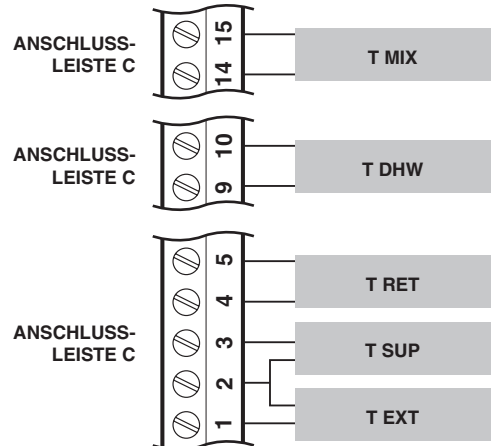 ANSCHLUSS-
LEISTE C
15
14
T MIX
ANSCHLUSS-
LEISTE C
10
9
T DHW
ANSCHLUSS-
LEISTE C
5
4
3
2
1
T RET
T SUP
T EXT